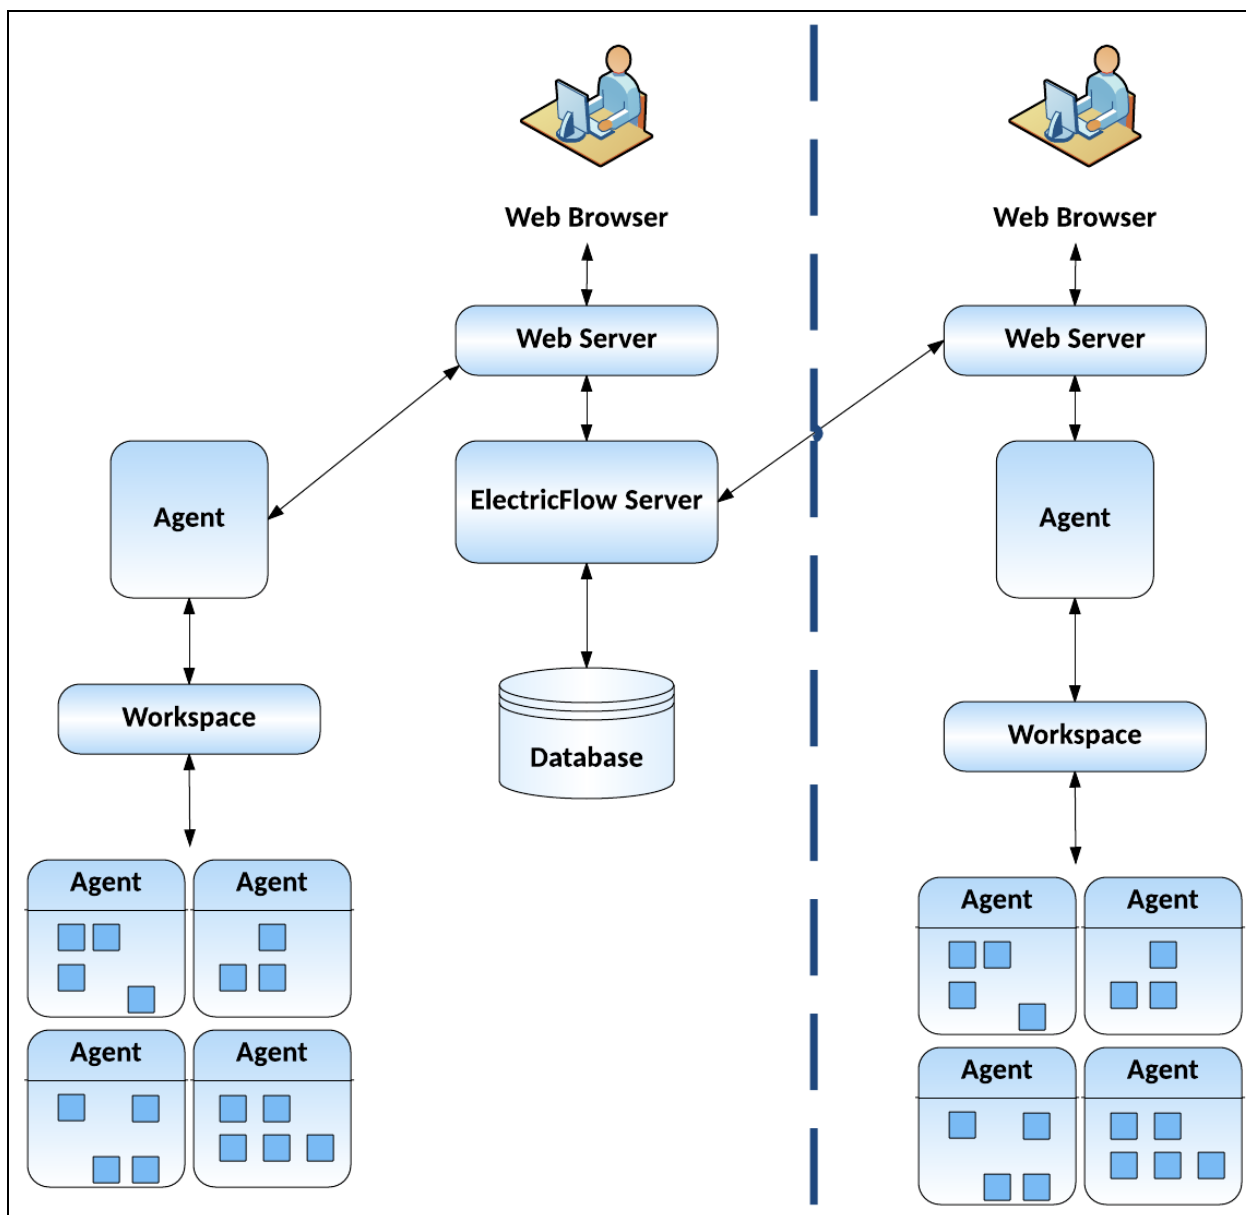 Web Browser
Web Browser
Web Server
Web Server
Agent
ElectricFlow Server
Agent
Workspace
Workspace
Database
Agent
Agent
Agent
Agent
Agent
Agent
Agent
Agent